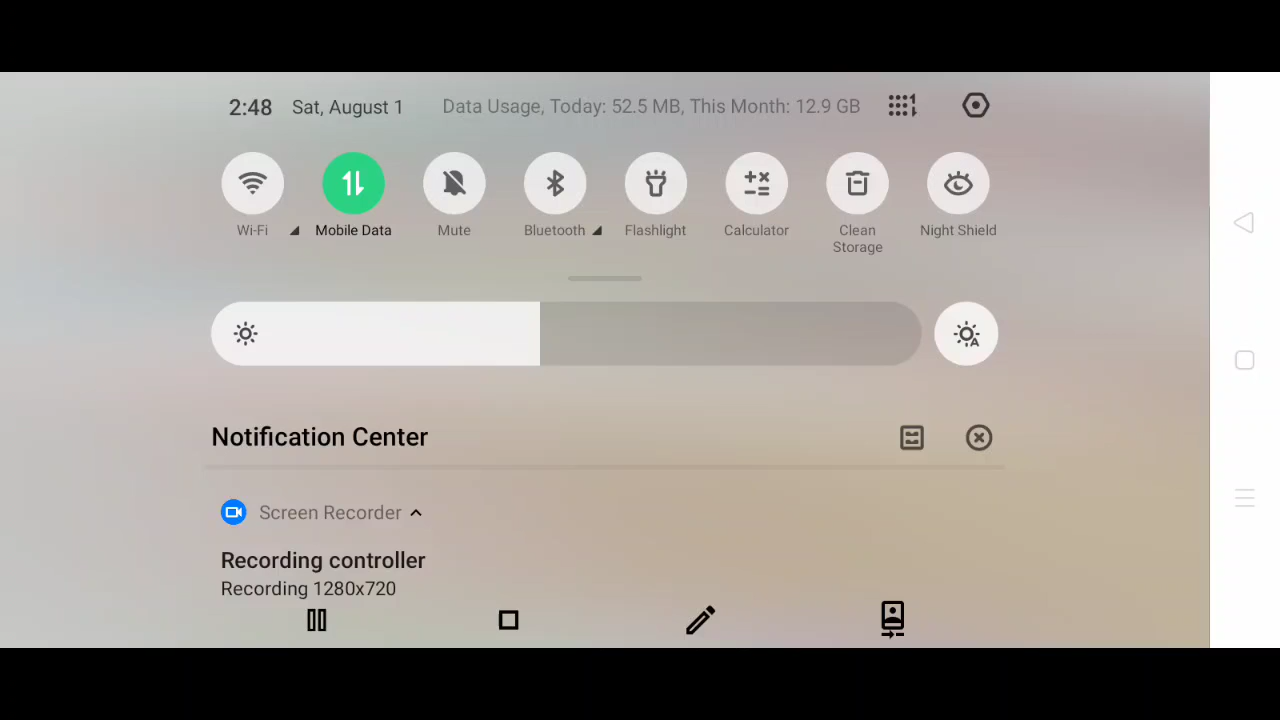 2:48 Sat, August 1 Data Usage, Today: 52.5 MB, This Month: 12.9 GB
Wi-Fi Mobile Data Mute Bluetooth Flashlight Calculator Clean Storage Night Shield
Notification Center
Screen Recorder
Recording controller
Recording 1280x720